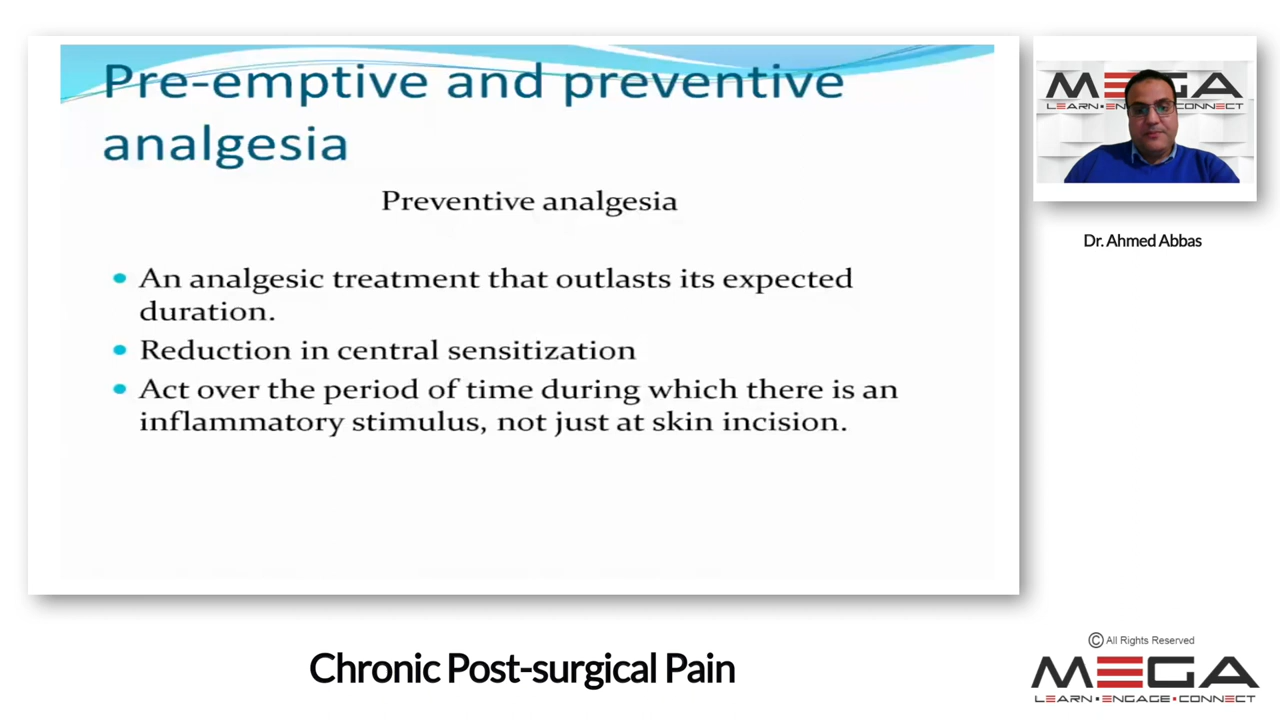 Pre-emptive and preventive
analgesia
Preventive analgesia
• An analgesic treatment that outlasts its expected
duration.
• Reduction in central sensitization
• Act over the period of time during which there is an
inflammatory stimulus, not just at skin incision.
MEGA
LEARN • EN CONNECT
Dr. Ahmed Abbas
Chronic Post-surgical Pain
© All Rights Reserved
MEGA
LEARN • ENGAGE • CONNECT